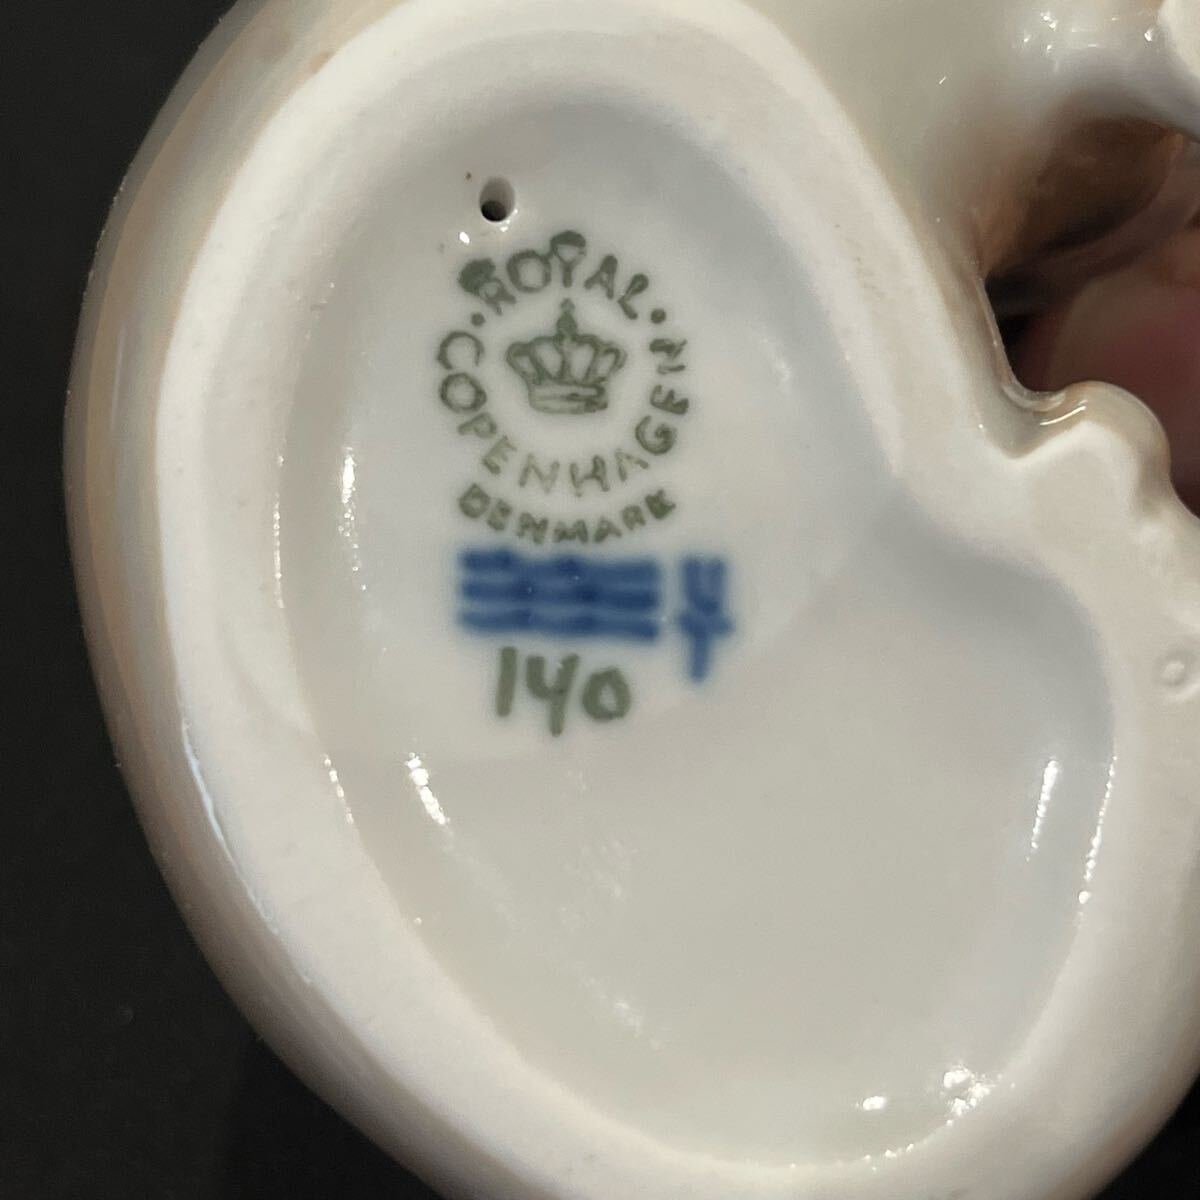 ROYAL
COPENHAGEN
DENMARK
140